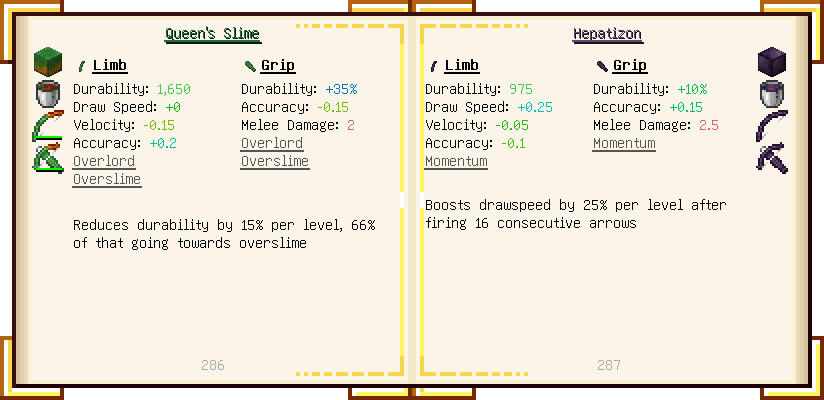 Queen's Slime
Limb
Durability: 1,650
Draw Speed: +0
Velocity: -0.15
Accuracy: +0.2
Overlord
Overslime
Grip
Durability: +35%
Accuracy: -0.15
Melee Damage: 2
Overlord
Overslime
Reduces durability by 15% per level, 66%
of that going towards overslime
286
Hepatizon
Limb
Durability: 975
Draw Speed: +0.25
Velocity: -0.05
Accuracy: -0.1
Momentum
Grip
Durability: +10%
Accuracy: +0.15
Melee Damage: 2.5
Momentum
Boosts drawspeed by 25% per level after
firing 16 consecutive arrows
287